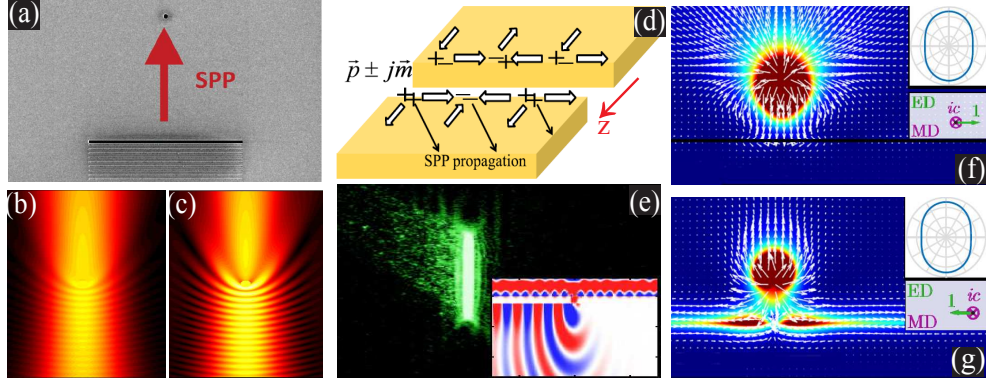 (a)
SPP
(b)
(c)
(d)
p⃗ ± jm⃗
+ − − + + −
+ + − − + −
z
SPP propagation
(e)
ED
MD
ic
1
(f)
ED
MD
1
ic
(g)